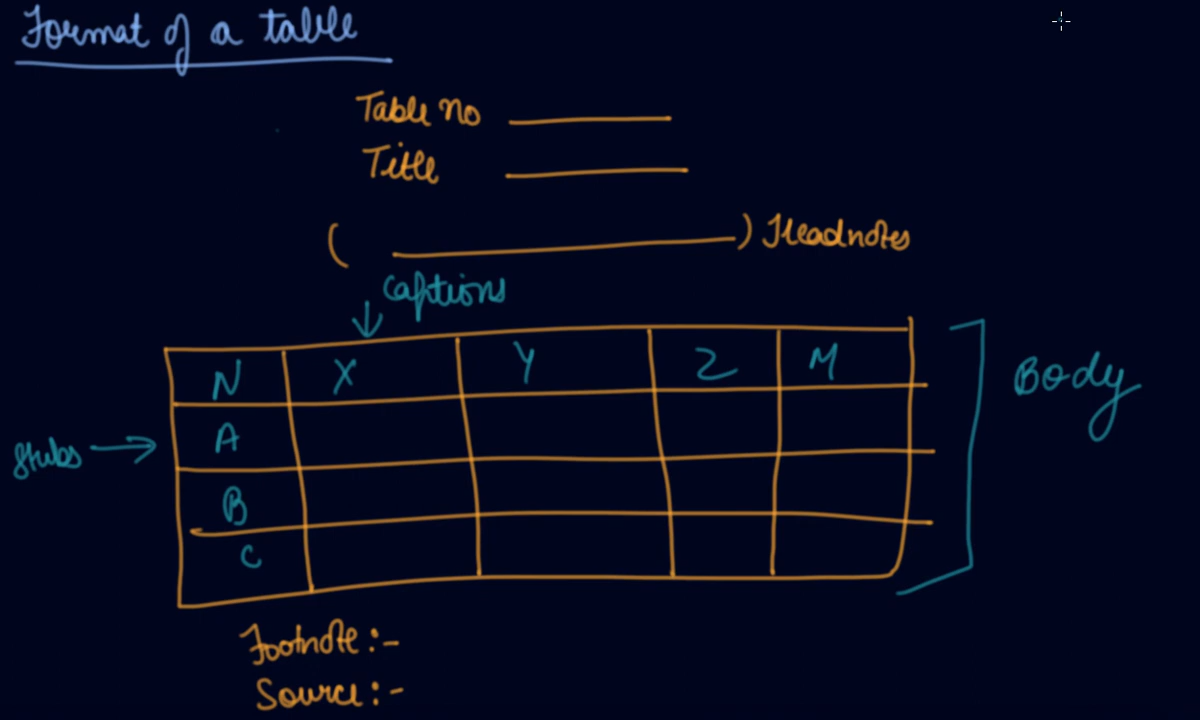 Format of a table
Table no
Title
( ) Headnotes
Captions
N X Y Z M
Body
Stubs → A
B
C
Footnote :-
Source :-